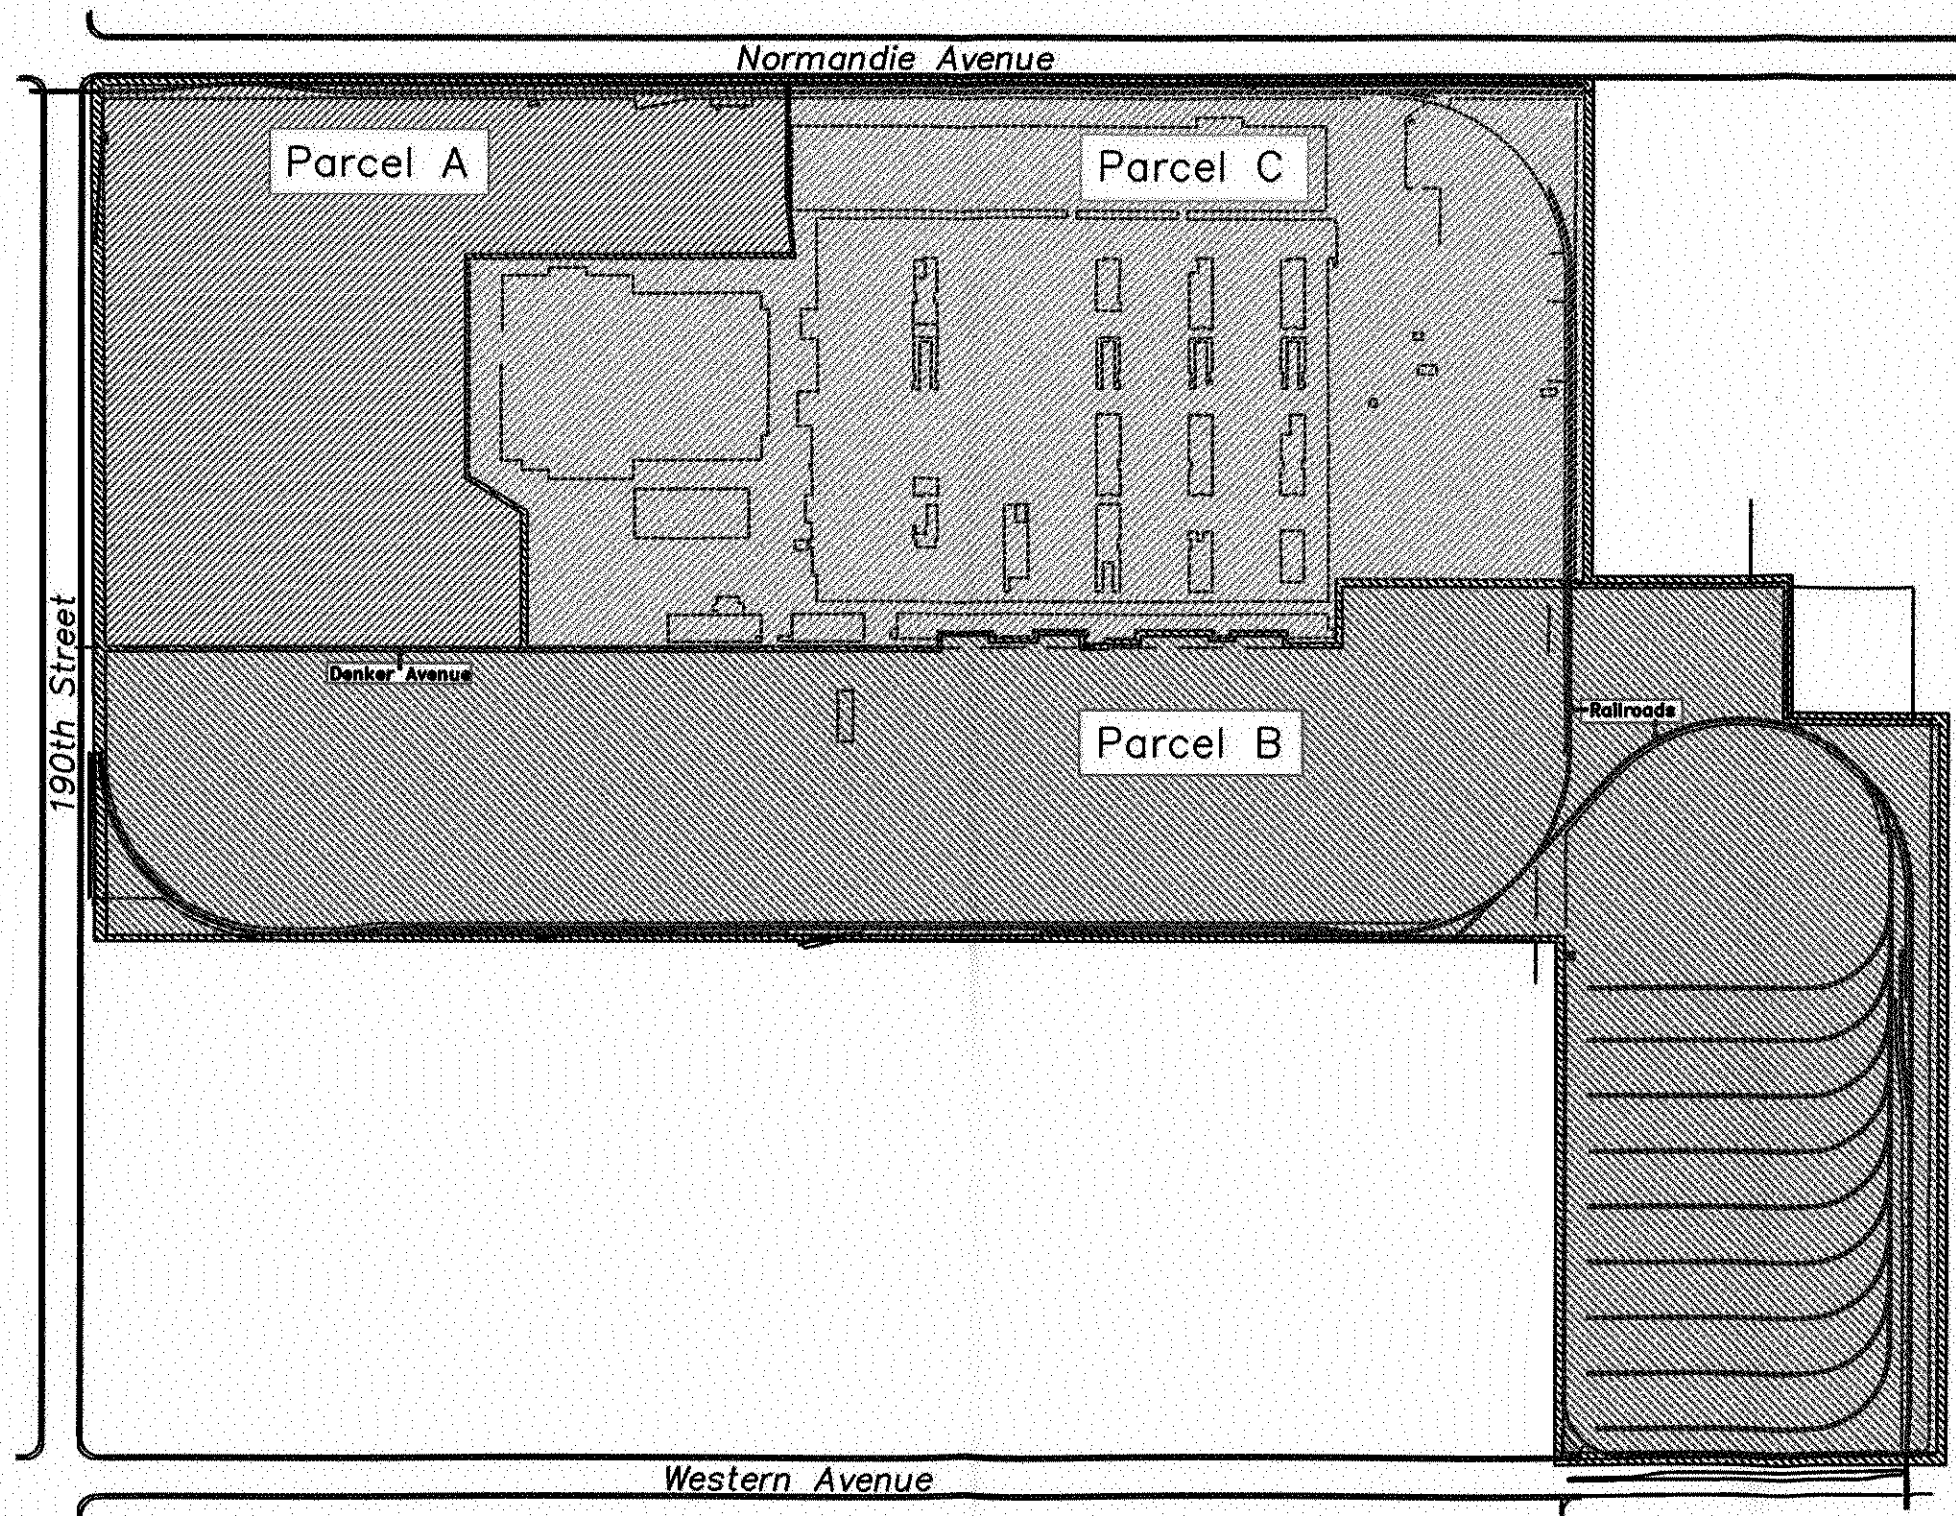 Normandie Avenue
Parcel A
Parcel C
190th Street
Denker Avenue
Railroads
Parcel B
Western Avenue